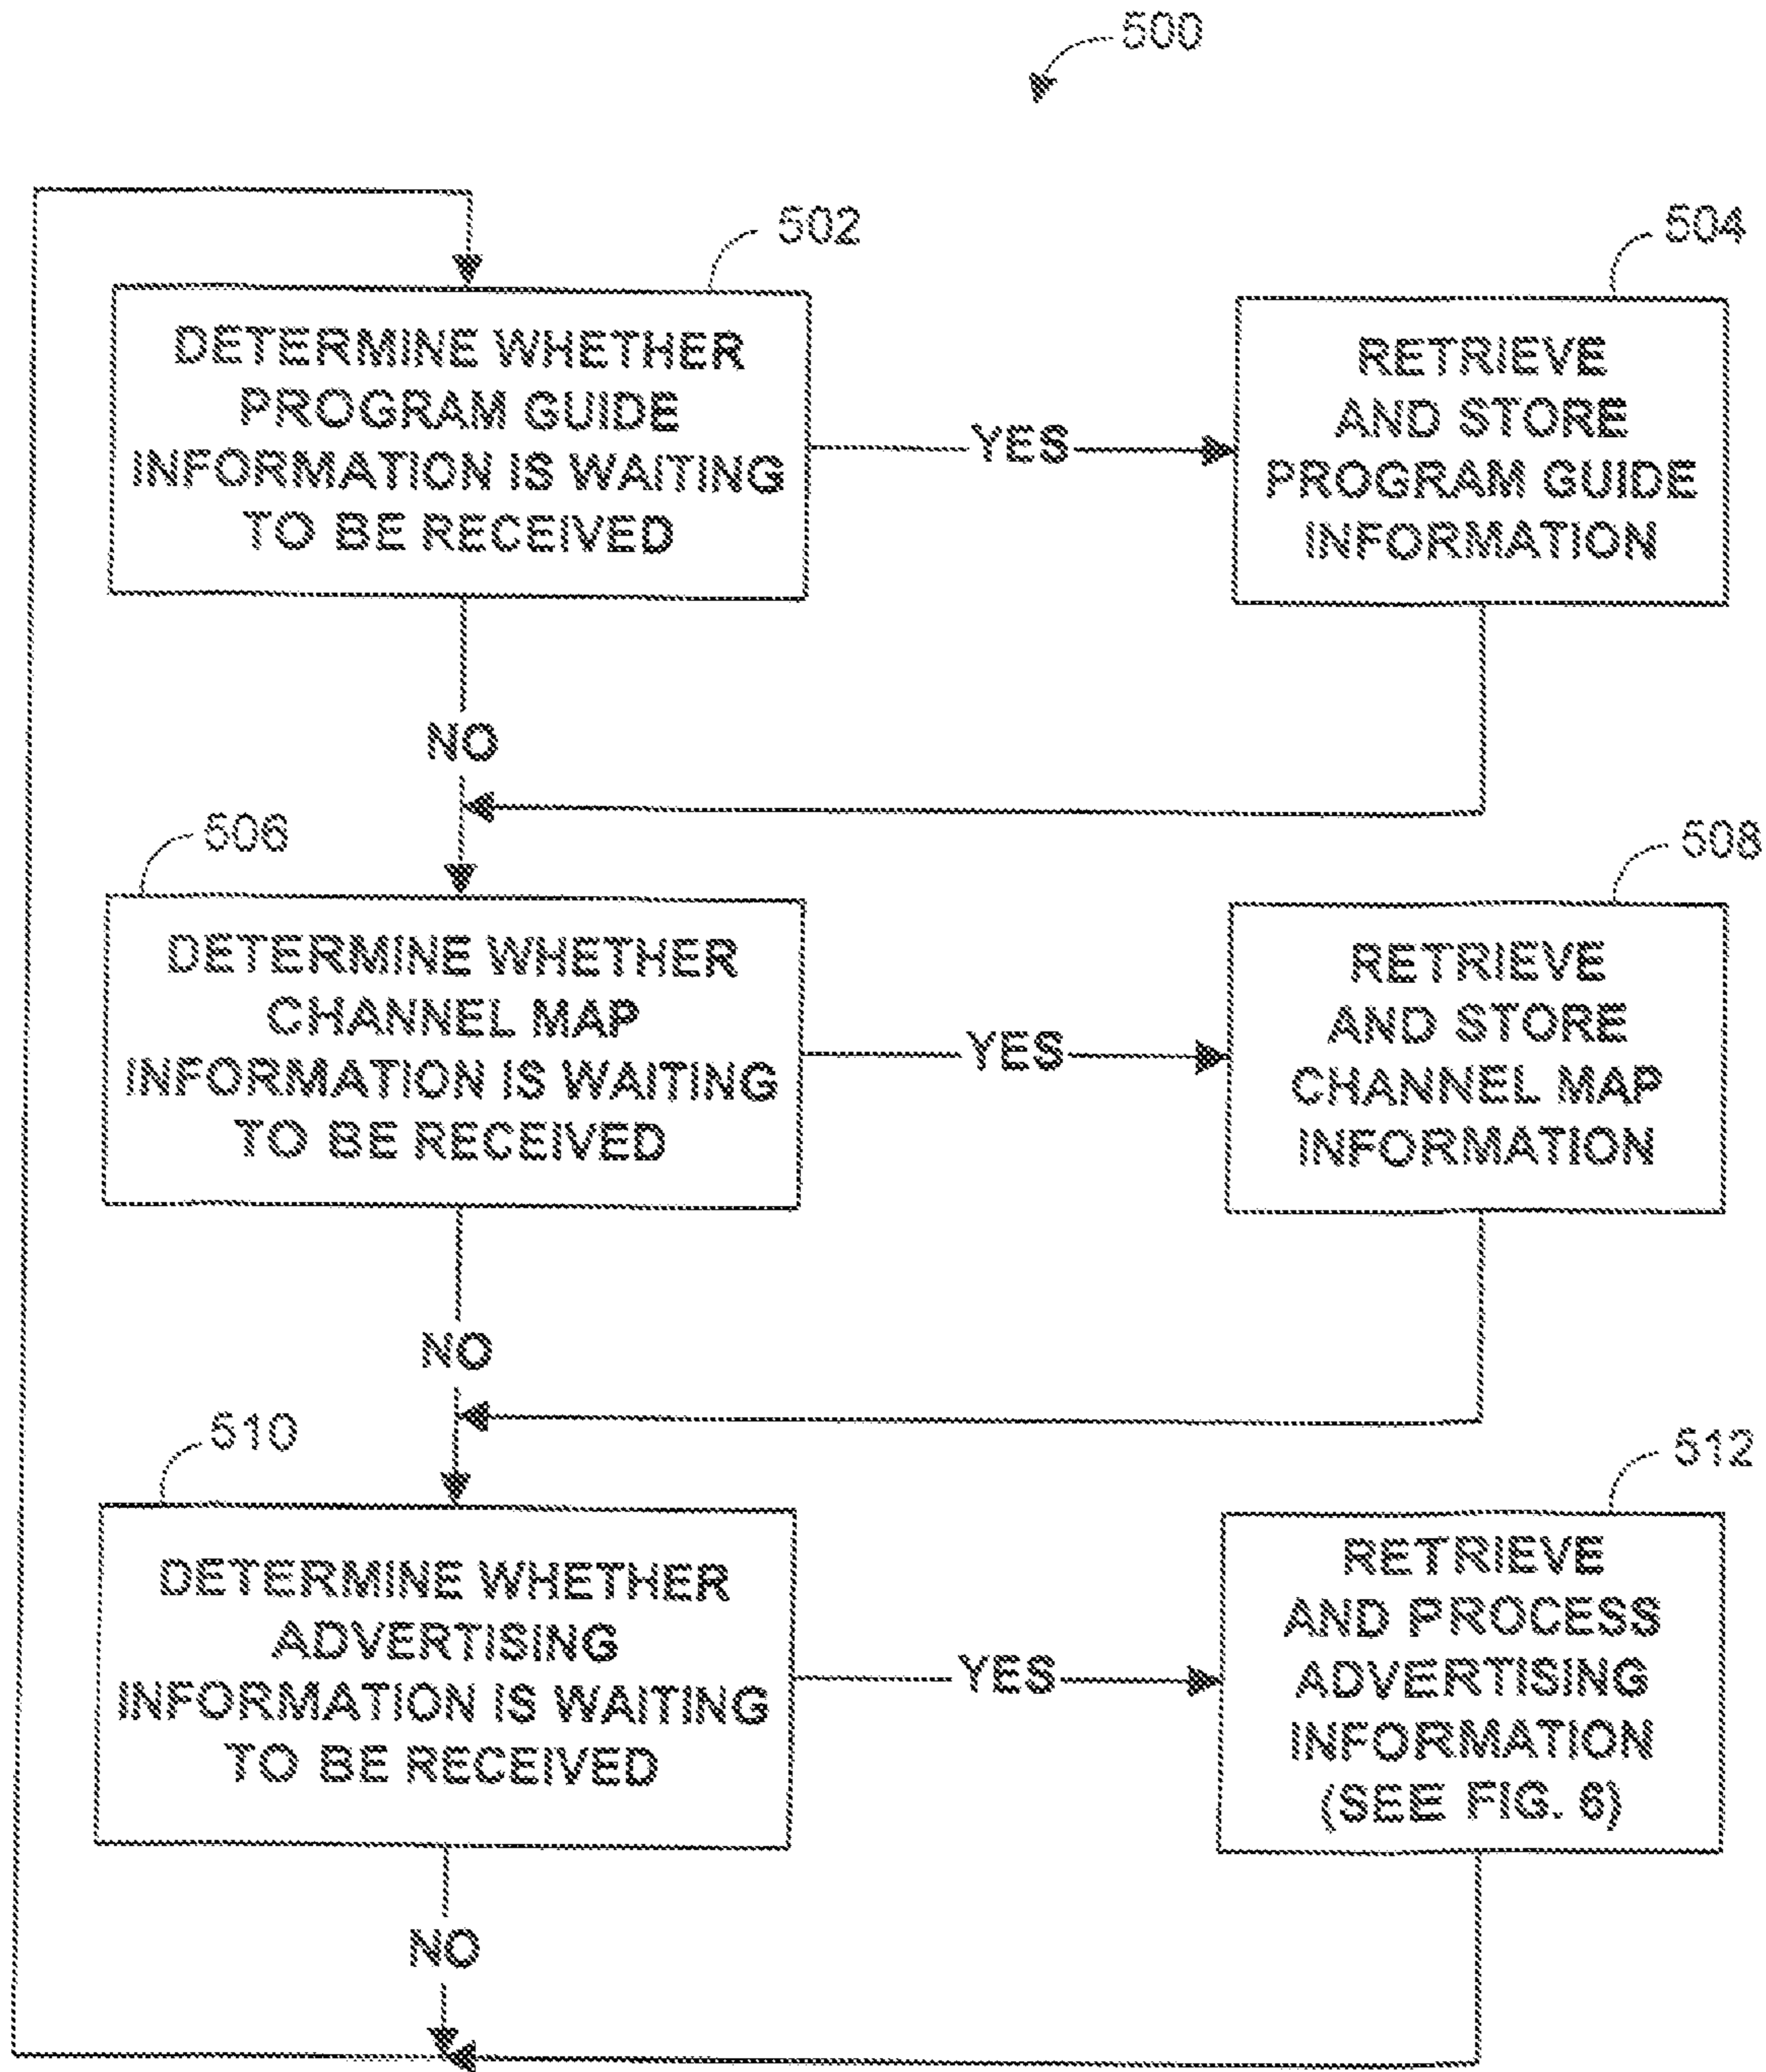 500
502
DETERMINE WHETHER
PROGRAM GUIDE
INFORMATION IS WAITING
TO BE RECEIVED
YES
504
RETRIEVE
AND STORE
PROGRAM GUIDE
INFORMATION
NO
506
DETERMINE WHETHER
CHANNEL MAP
INFORMATION IS WAITING
TO BE RECEIVED
YES
508
RETRIEVE
AND STORE
CHANNEL MAP
INFORMATION
NO
510
DETERMINE WHETHER
ADVERTISING
INFORMATION IS WAITING
TO BE RECEIVED
YES
512
RETRIEVE
AND PROCESS
ADVERTISING
INFORMATION
(SEE FIG. 6)
NO